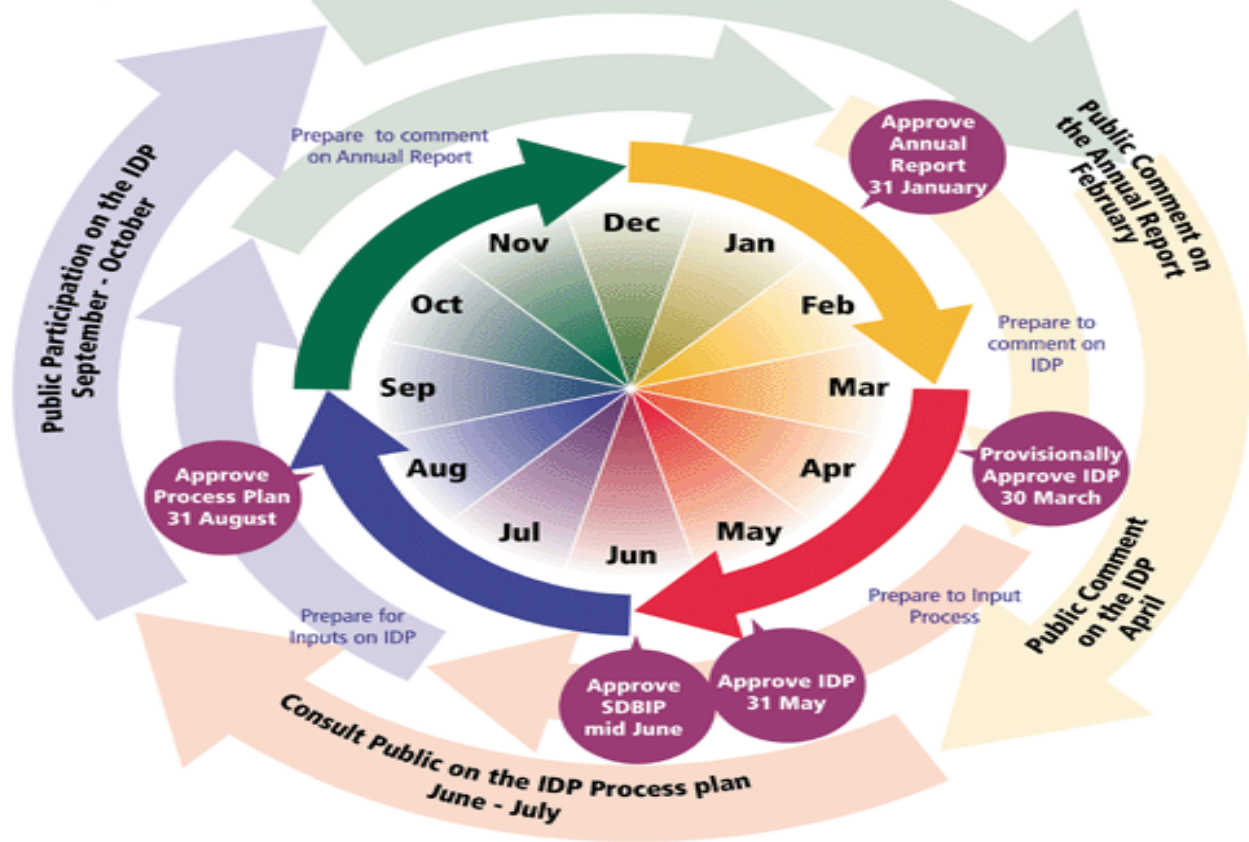 Prepare to comment
on Annual Report
Approve
Annual
Report
31 January
Public Comment on
the Annual Report
February
Public Participation on the IDP
September - October
Dec
Jan
Feb
Mar
Apr
May
Jun
Jul
Aug
Sep
Oct
Nov
Prepare to
comment on
IDP
Provisionally
Approve IDP
30 March
Approve
Process Plan
31 August
Public Comment
on the IDP
April
Prepare to Input
Process
Prepare for
Inputs on IDP
Approve
SDBIP
mid June
Approve IDP
31 May
Consult Public on the IDP Process plan
June - July